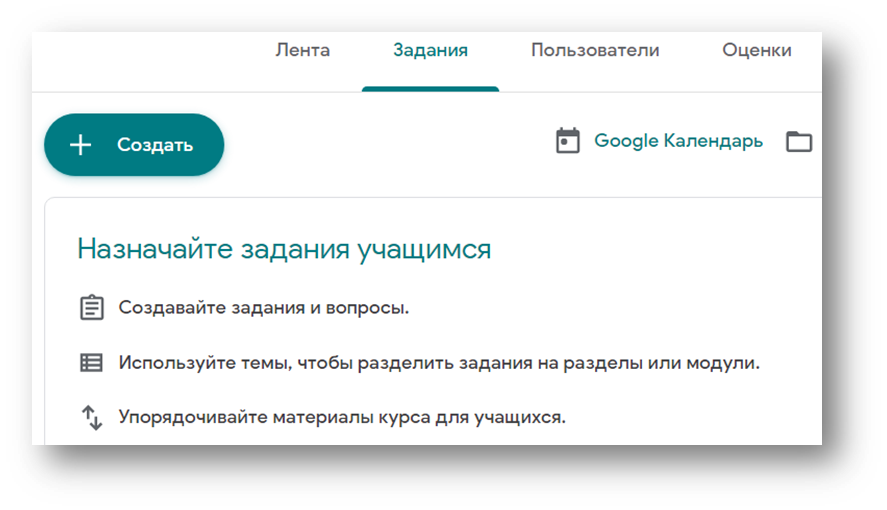 Лента Задания Пользователи Оценки
Создать Google Календарь
Назначайте задания учащимся
Создавайте задания и вопросы.
Используйте темы, чтобы разделить задания на разделы или модули.
Упорядочивайте материалы курса для учащихся.